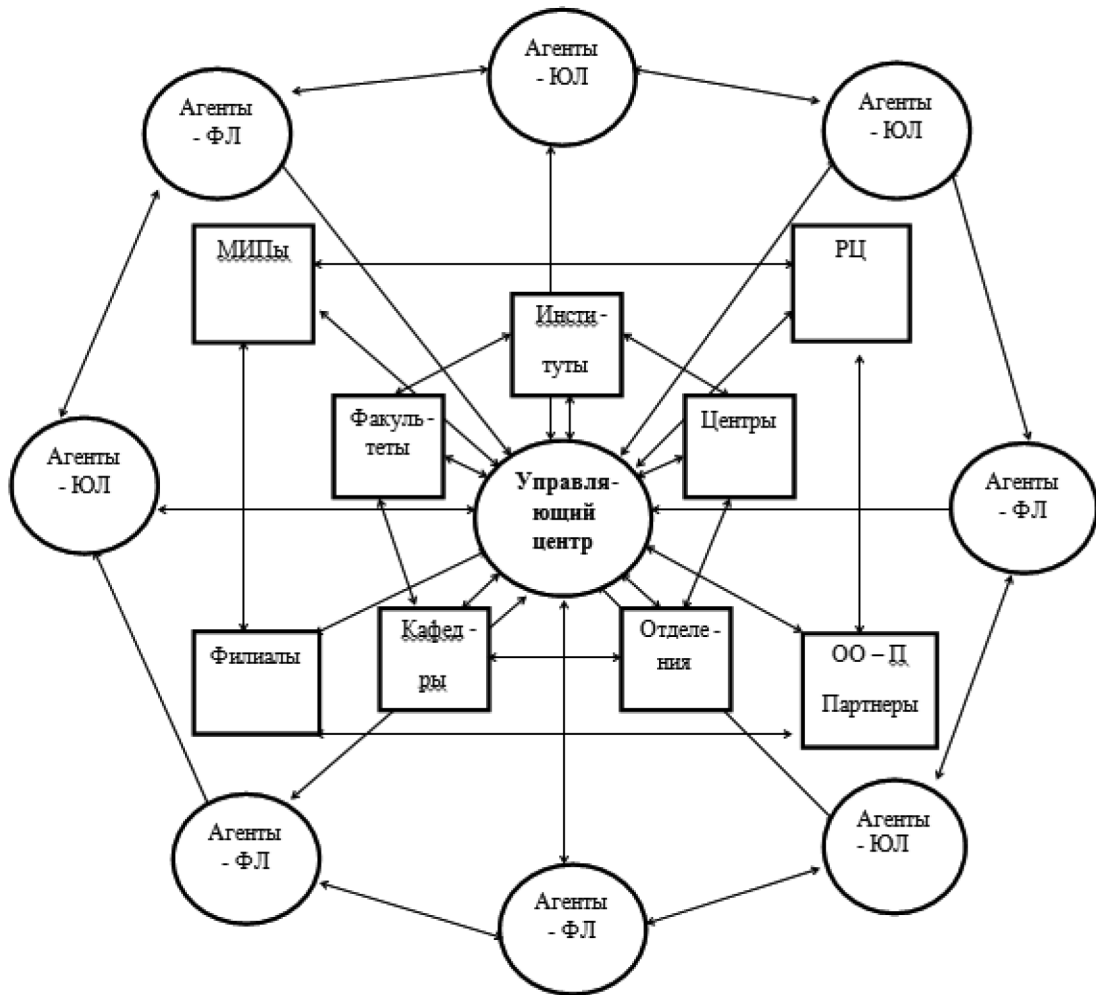 Агенты
- ЮЛ
Агенты
- ФЛ
Агенты
- ЮЛ
МИПы
РЦ
Инсти-
туты
Факуль-
теты
Центры
Агенты
- ЮЛ
Управля-
ющий
центр
Агенты
- ФЛ
Филиалы
Кафед-
ры
Отделе-
ния
ОО – П
Партнеры
Агенты
- ФЛ
Агенты
- ФЛ
Агенты
- ЮЛ